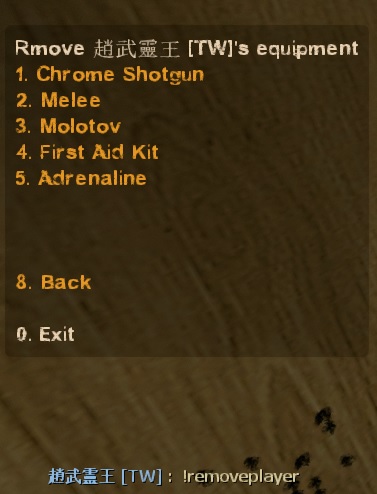 Rmove 趙武靈王 [TW]'s equipment
1. Chrome Shotgun
2. Melee
3. Molotov
4. First Aid Kit
5. Adrenaline
8. Back
0. Exit
趙武靈王 [TW] : !removeplayer